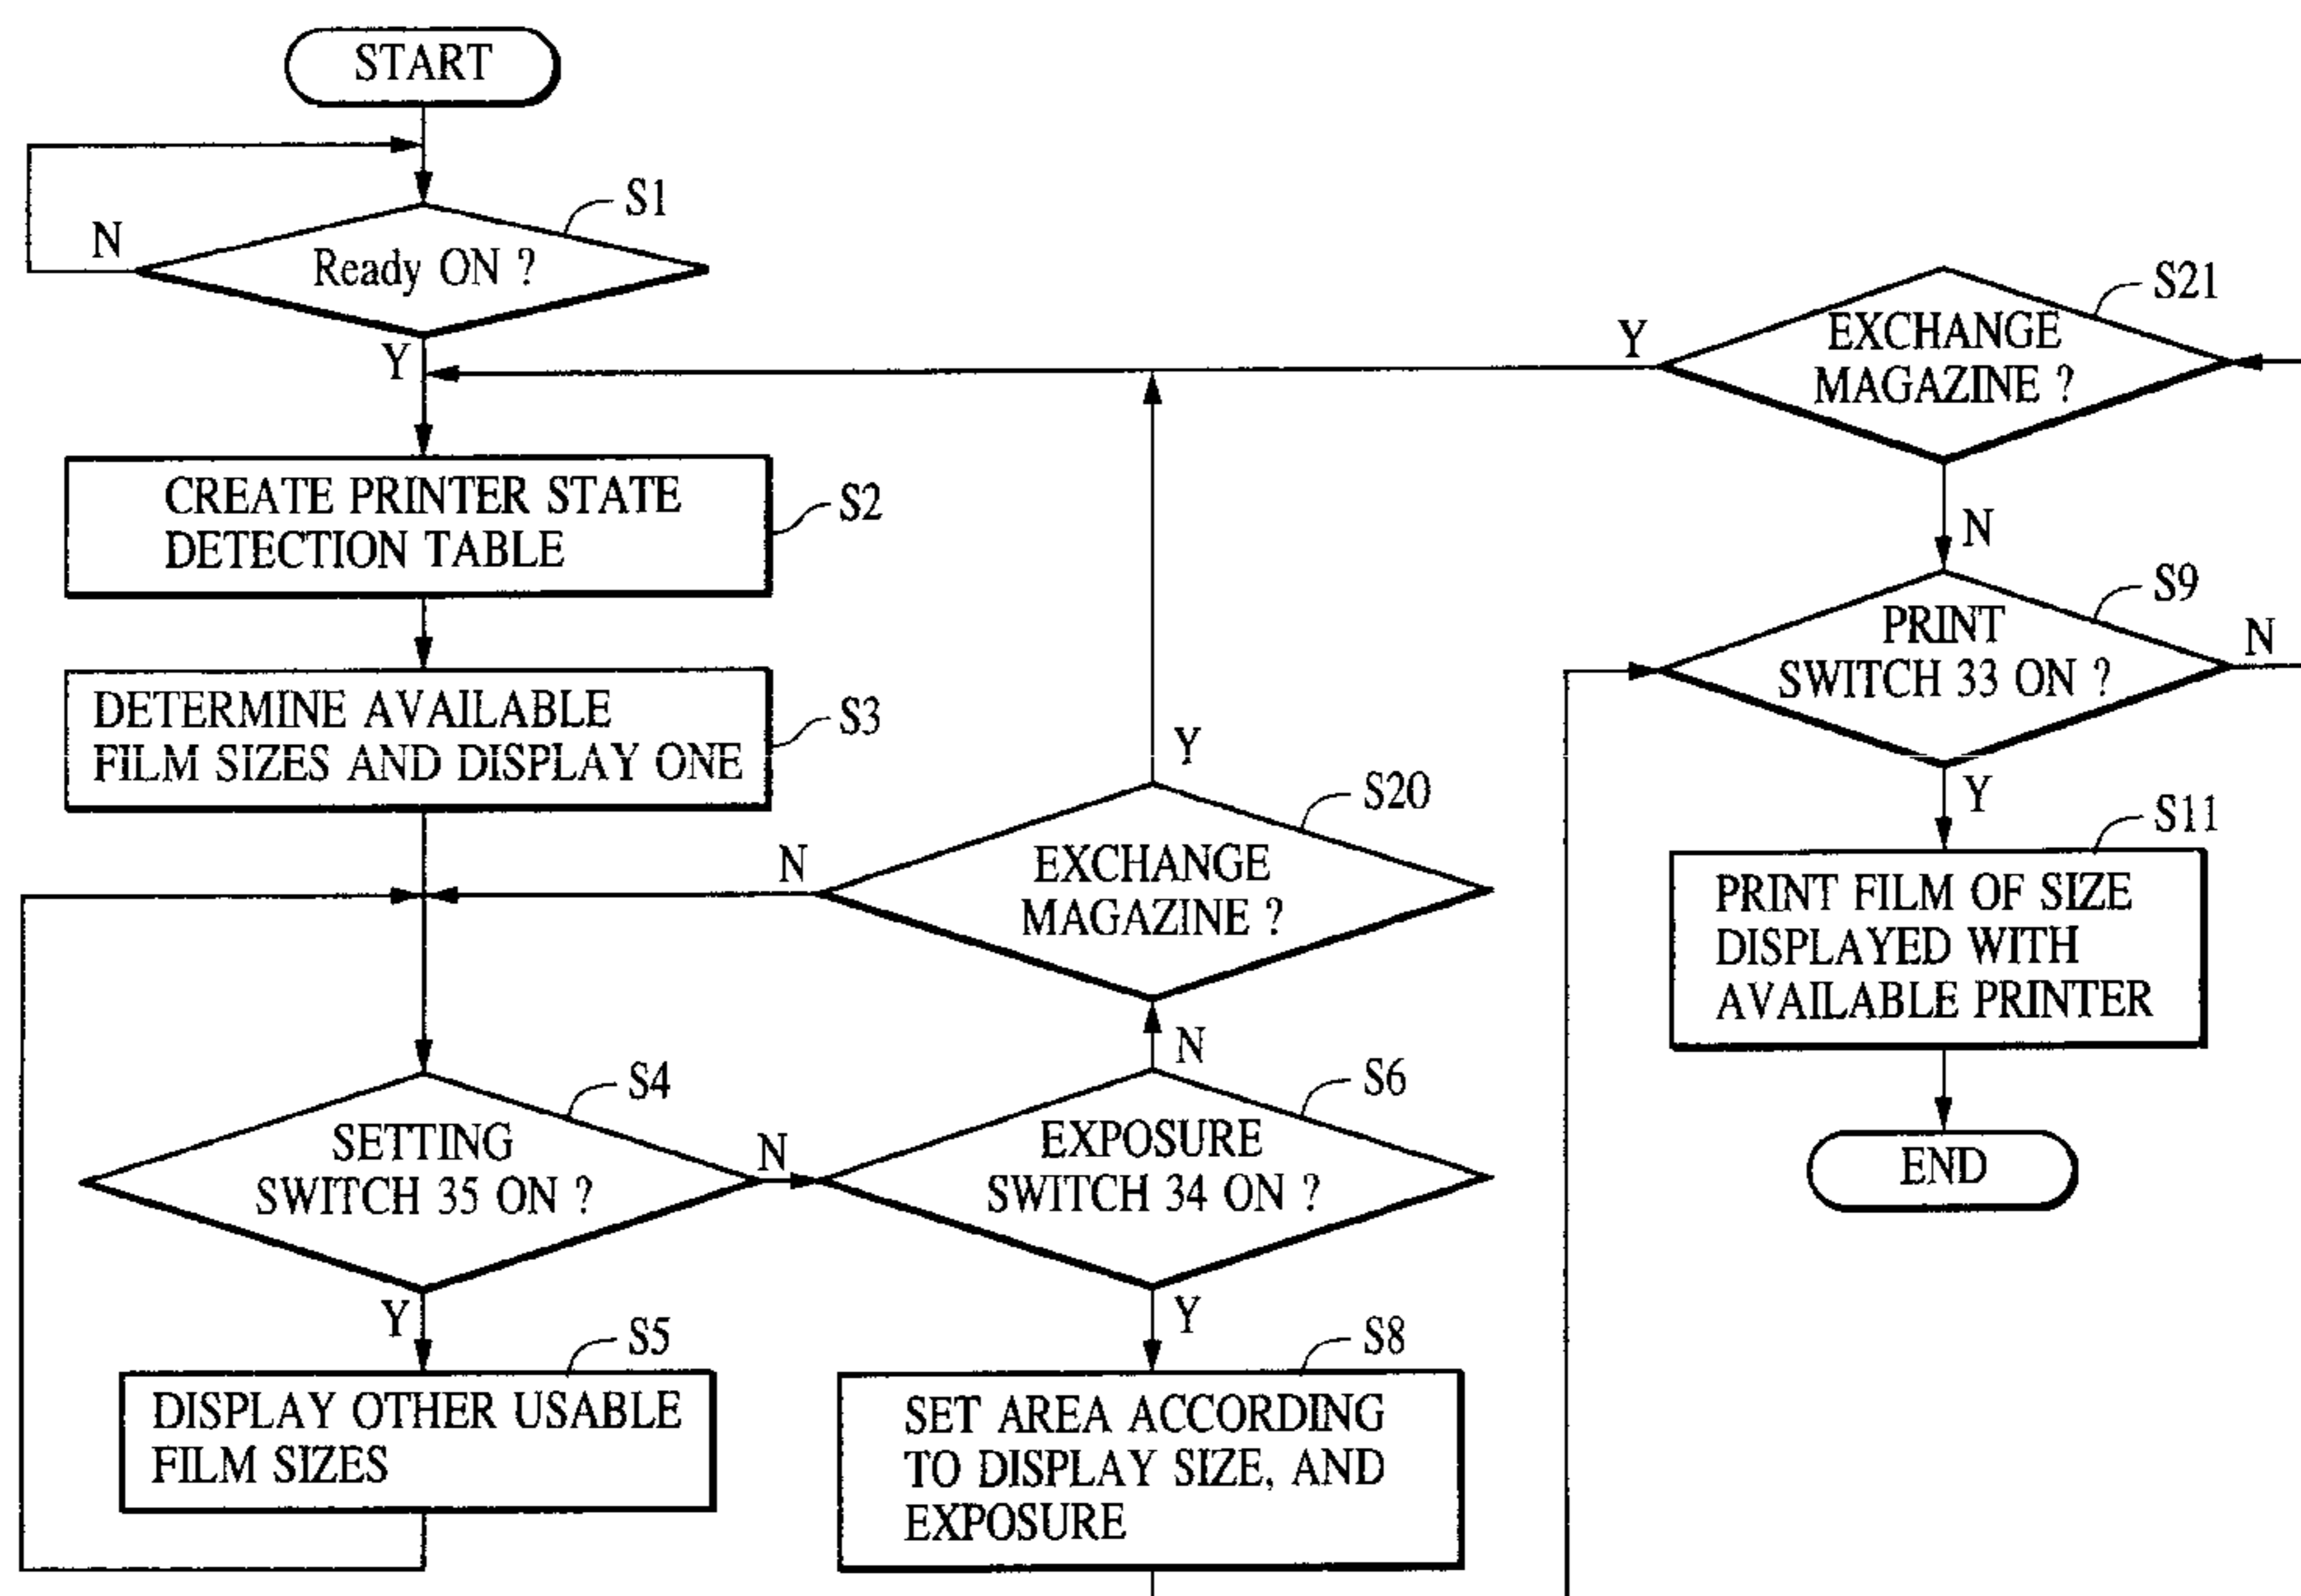 START
S1
N
Ready ON ?
Y
CREATE PRINTER STATE
DETECTION TABLE
S2
DETERMINE AVAILABLE
FILM SIZES AND DISPLAY ONE
S3
S4
SETTING
SWITCH 35 ON ?
N
Y
S5
DISPLAY OTHER USABLE
FILM SIZES
S6
EXPOSURE
SWITCH 34 ON ?
N
Y
S20
EXCHANGE
MAGAZINE ?
N
Y
S8
SET AREA ACCORDING
TO DISPLAY SIZE, AND
EXPOSURE
S21
EXCHANGE
MAGAZINE ?
Y
N
S9
PRINT
SWITCH 33 ON ?
N
Y
S11
PRINT FILM OF SIZE
DISPLAYED WITH
AVAILABLE PRINTER
END